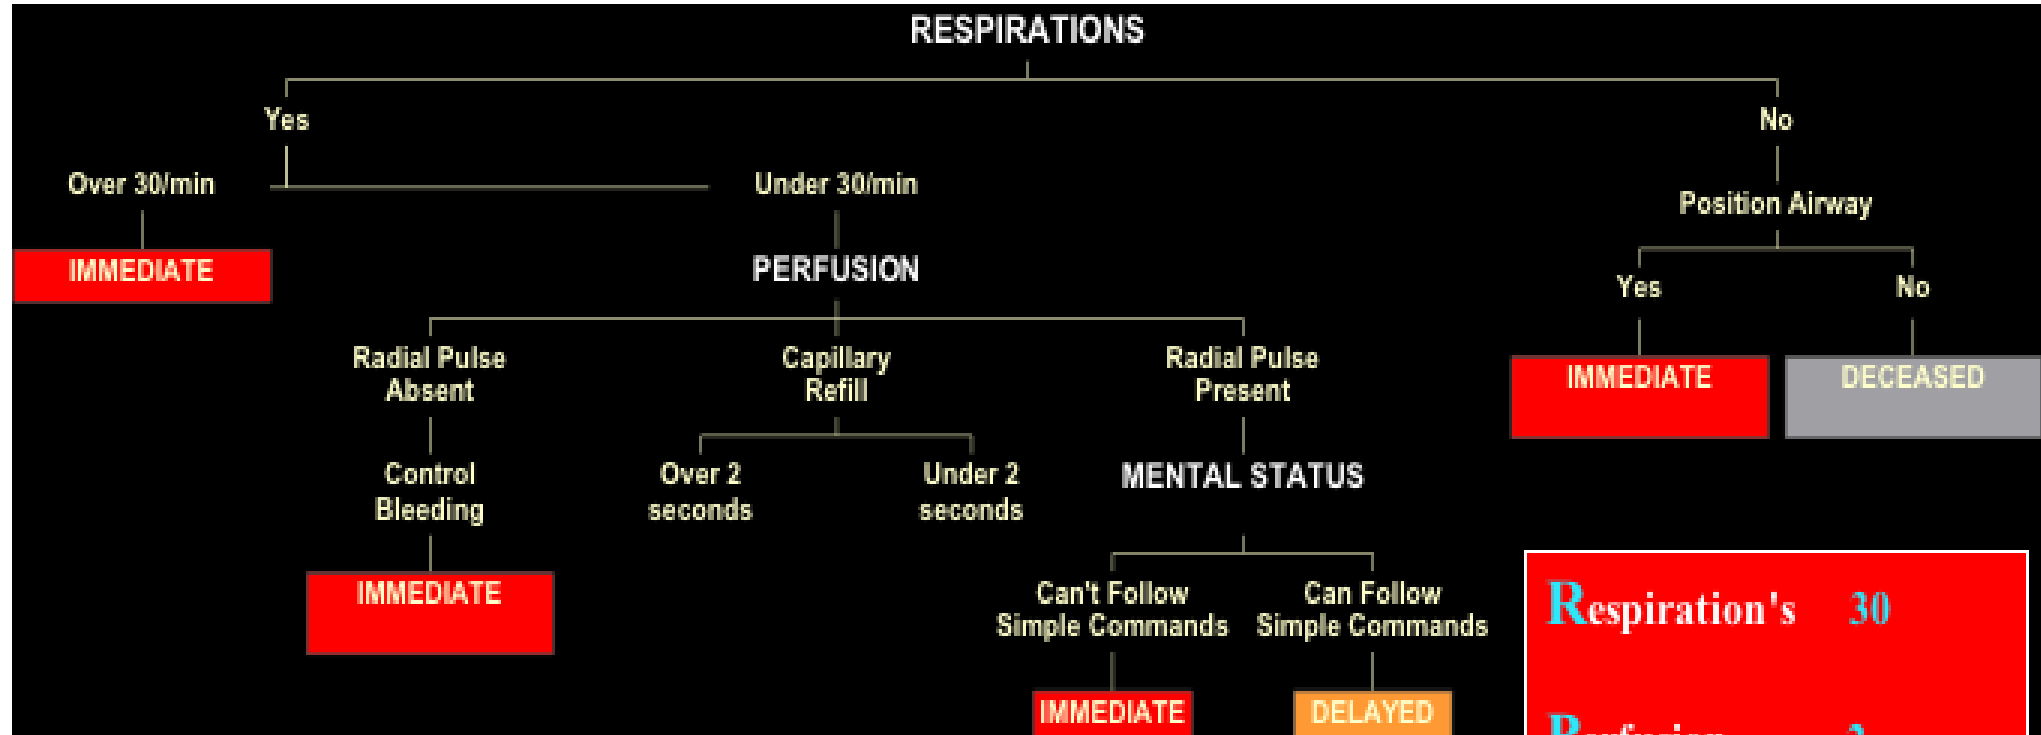 RESPIRATIONS
Yes
No
Over 30/min
Under 30/min
Position Airway
IMMEDIATE
PERFUSION
Yes
No
Radial Pulse
Absent
Capillary
Refill
Radial Pulse
Present
IMMEDIATE
DECEASED
Control
Bleeding
Over 2
seconds
Under 2
seconds
MENTAL STATUS
IMMEDIATE
Can't Follow
Simple Commands
Can Follow
Simple Commands
Respiration's 30
IMMEDIATE
DELAYED